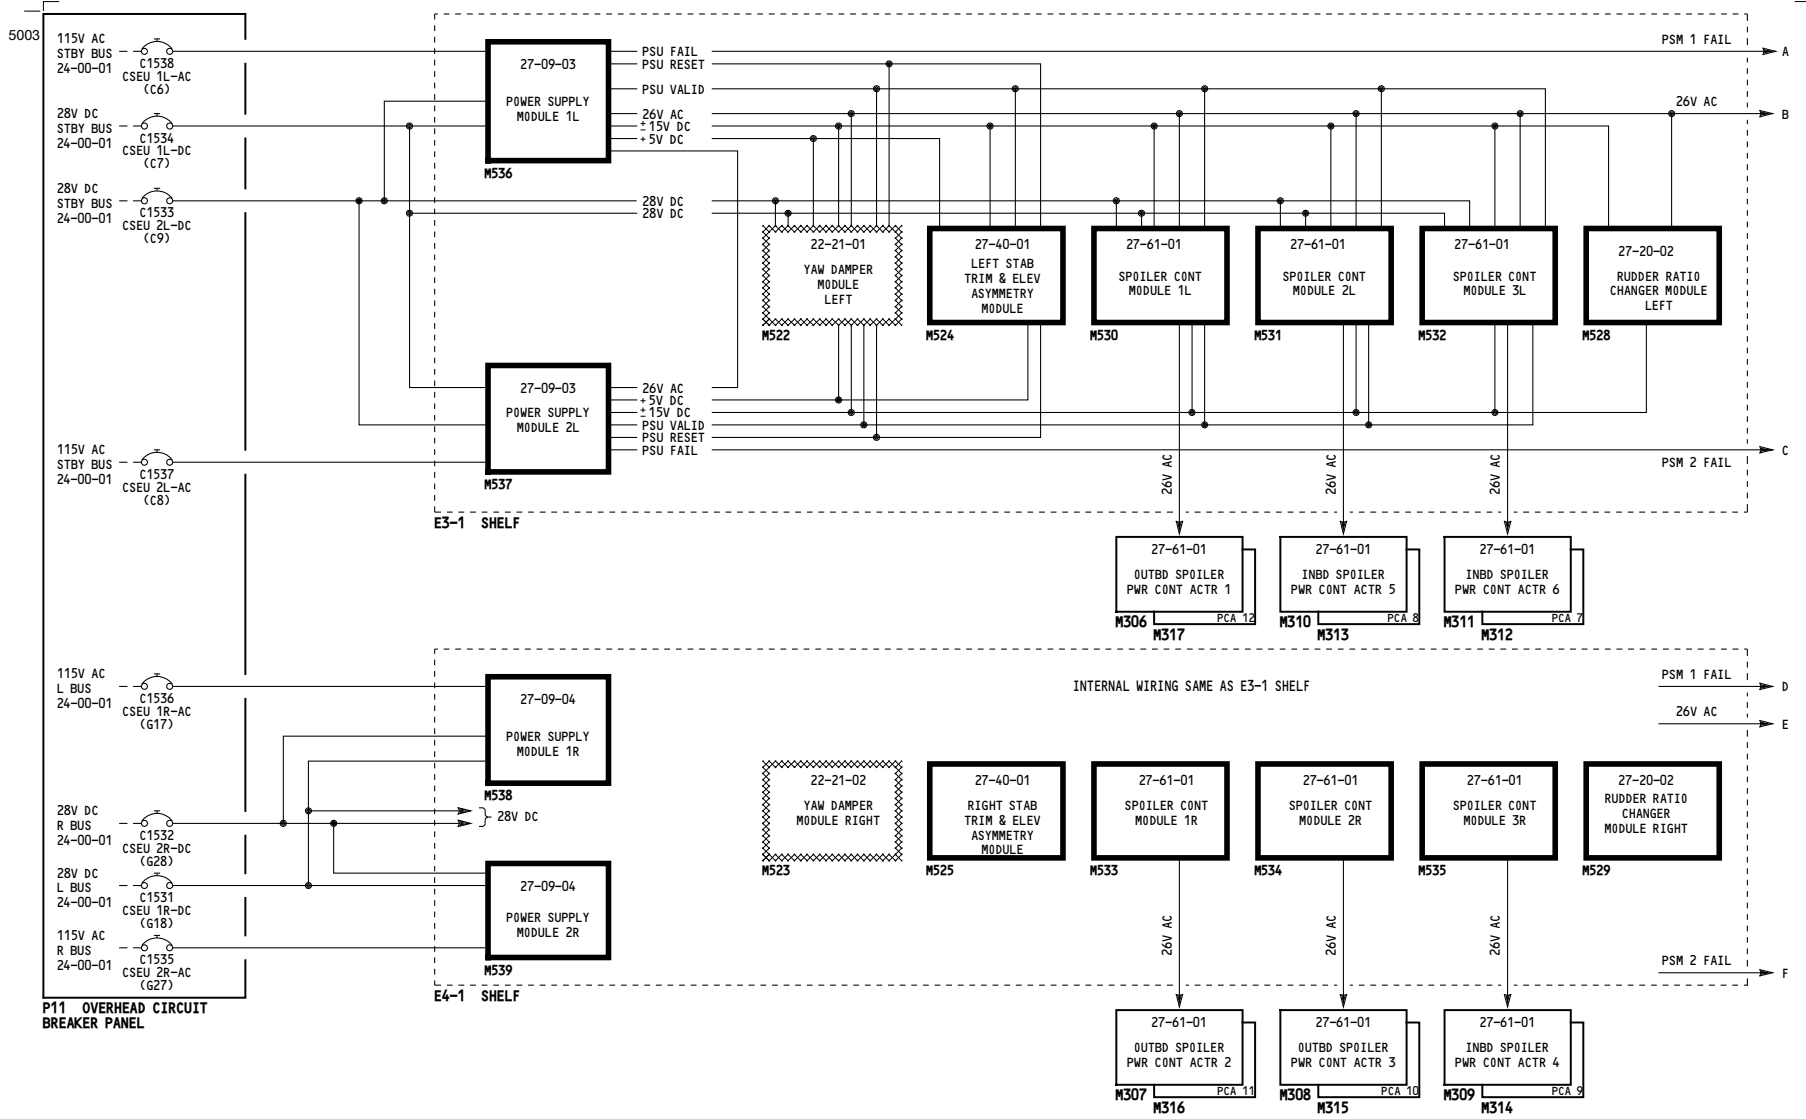 5003
115V AC
STBY BUS
24-00-01
C1538
CSEU 1L-AC
(C6)
28V DC
STBY BUS
24-00-01
C1534
CSEU 1L-DC
(C7)
28V DC
STBY BUS
24-00-01
C1533
CSEU 2L-DC
(C9)
115V AC
STBY BUS
24-00-01
C1537
CSEU 2L-AC
(C8)
115V AC
L BUS
24-00-01
C1536
CSEU 1R-AC
(G17)
28V DC
R BUS
24-00-01
C1532
CSEU 2R-DC
(G28)
28V DC
L BUS
24-00-01
C1531
CSEU 1R-DC
(G18)
115V AC
R BUS
24-00-01
C1535
CSEU 2R-AC
(G27)
P11 OVERHEAD CIRCUIT
BREAKER PANEL
27-09-03
POWER SUPPLY
MODULE 1L
M536
PSU FAIL
PSU RESET
PSU VALID
26V AC
± 15V DC
+ 5V DC
28V DC
28V DC
PSM 1 FAIL
A
26V AC
B
22-21-01
YAW DAMPER
MODULE
LEFT
M522
27-40-01
LEFT STAB
TRIM & ELEV
ASYMMETRY
MODULE
M524
27-61-01
SPOILER CONT
MODULE 1L
M530
27-61-01
SPOILER CONT
MODULE 2L
M531
27-61-01
SPOILER CONT
MODULE 3L
M532
27-20-02
RUDDER RATIO
CHANGER MODULE
LEFT
M528
27-09-03
POWER SUPPLY
MODULE 2L
M537
26V AC
+ 5V DC
± 15V DC
PSU VALID
PSU RESET
PSU FAIL
PSM 2 FAIL
C
26V AC
26V AC
26V AC
E3-1 SHELF
27-61-01
OUTBD SPOILER
PWR CONT ACTR 1
PCA 12
M306
M317
27-61-01
INBD SPOILER
PWR CONT ACTR 5
PCA 8
M310
M313
27-61-01
INBD SPOILER
PWR CONT ACTR 6
PCA 7
M311
M312
27-09-04
POWER SUPPLY
MODULE 1R
M538
28V DC
INTERNAL WIRING SAME AS E3-1 SHELF
PSM 1 FAIL
D
26V AC
E
22-21-02
YAW DAMPER
MODULE RIGHT
M523
27-40-01
RIGHT STAB
TRIM & ELEV
ASYMMETRY
MODULE
M525
27-61-01
SPOILER CONT
MODULE 1R
M533
27-61-01
SPOILER CONT
MODULE 2R
M534
27-61-01
SPOILER CONT
MODULE 3R
M535
27-20-02
RUDDER RATIO
CHANGER
MODULE RIGHT
M529
27-09-04
POWER SUPPLY
MODULE 2R
M539
26V AC
26V AC
26V AC
PSM 2 FAIL
F
E4-1 SHELF
27-61-01
OUTBD SPOILER
PWR CONT ACTR 2
PCA 11
M307
M316
27-61-01
OUTBD SPOILER
PWR CONT ACTR 3
PCA 10
M308
M315
27-61-01
INBD SPOILER
PWR CONT ACTR 4
PCA 9
M309
M314